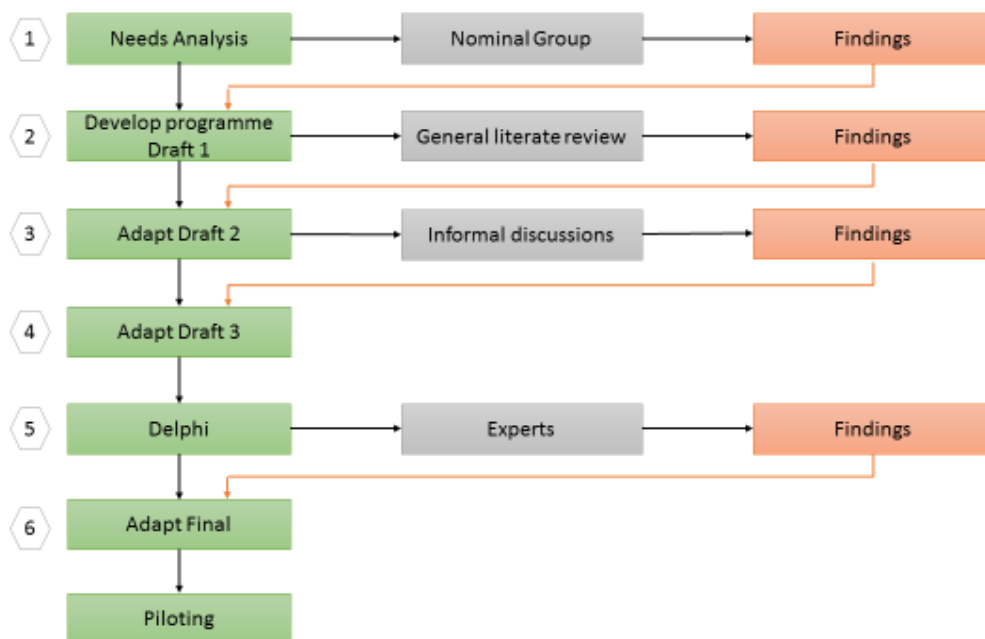 1
Needs Analysis
Nominal Group
Findings
2
Develop programme
Draft 1
General literate review
Findings
3
Adapt Draft 2
Informal discussions
Findings
4
Adapt Draft 3
5
Delphi
Experts
Findings
6
Adapt Final
Piloting